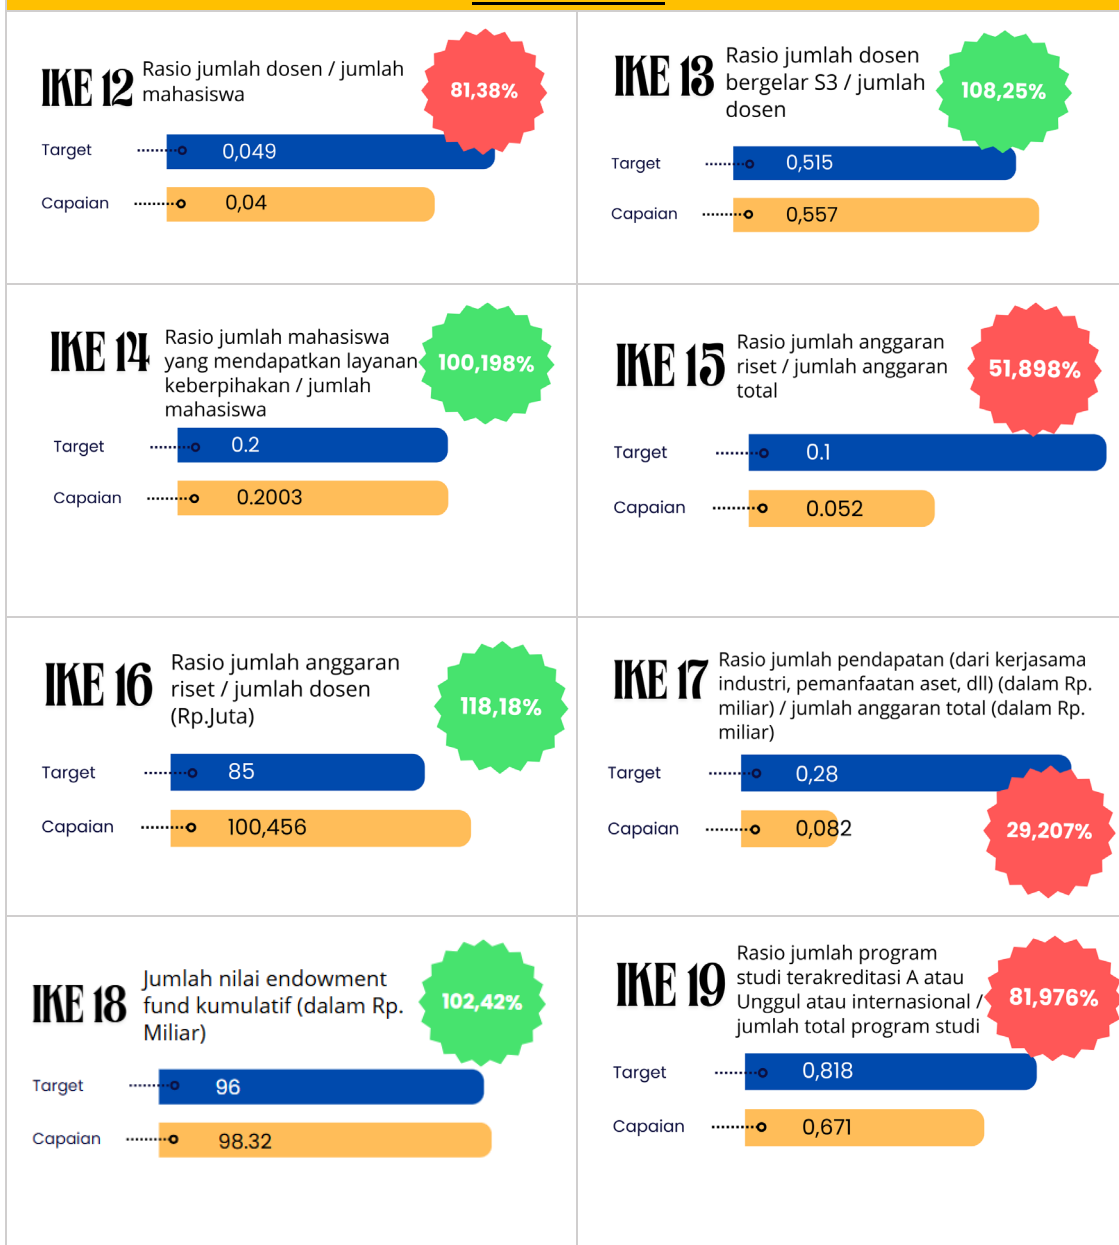 IKE 12
Rasio jumlah dosen / jumlah
mahasiswa
81,38%
Target
0,049
Capaian
0,04
IKE 13
Rasio jumlah dosen
bergelar S3 / jumlah
dosen
108,25%
Target
0,515
Capaian
0,557
IKE 14
Rasio jumlah mahasiswa
yang mendapatkan layanan
keberpihakan / jumlah
mahasiswa
100,198%
Target
0.2
Capaian
0.2003
IKE 15
Rasio jumlah anggaran
riset / jumlah anggaran
total
51,898%
Target
0.1
Capaian
0.052
IKE 16
Rasio jumlah anggaran
riset / jumlah dosen
(Rp.Juta)
118,18%
Target
85
Capaian
100,456
IKE 17
Rasio jumlah pendapatan (dari kerjasama
industri, pemanfaatan aset, dll) (dalam Rp.
miliar) / jumlah anggaran total (dalam Rp.
miliar)
Target
0,28
Capaian
0,082
29,207%
IKE 18
Jumlah nilai endowment
fund kumulatif (dalam Rp.
Miliar)
102,42%
Target
96
Capaian
98.32
IKE 19
Rasio jumlah program
studi terakreditasi A atau
Unggul atau internasional /
jumlah total program studi
81,976%
Target
0,818
Capaian
0,671